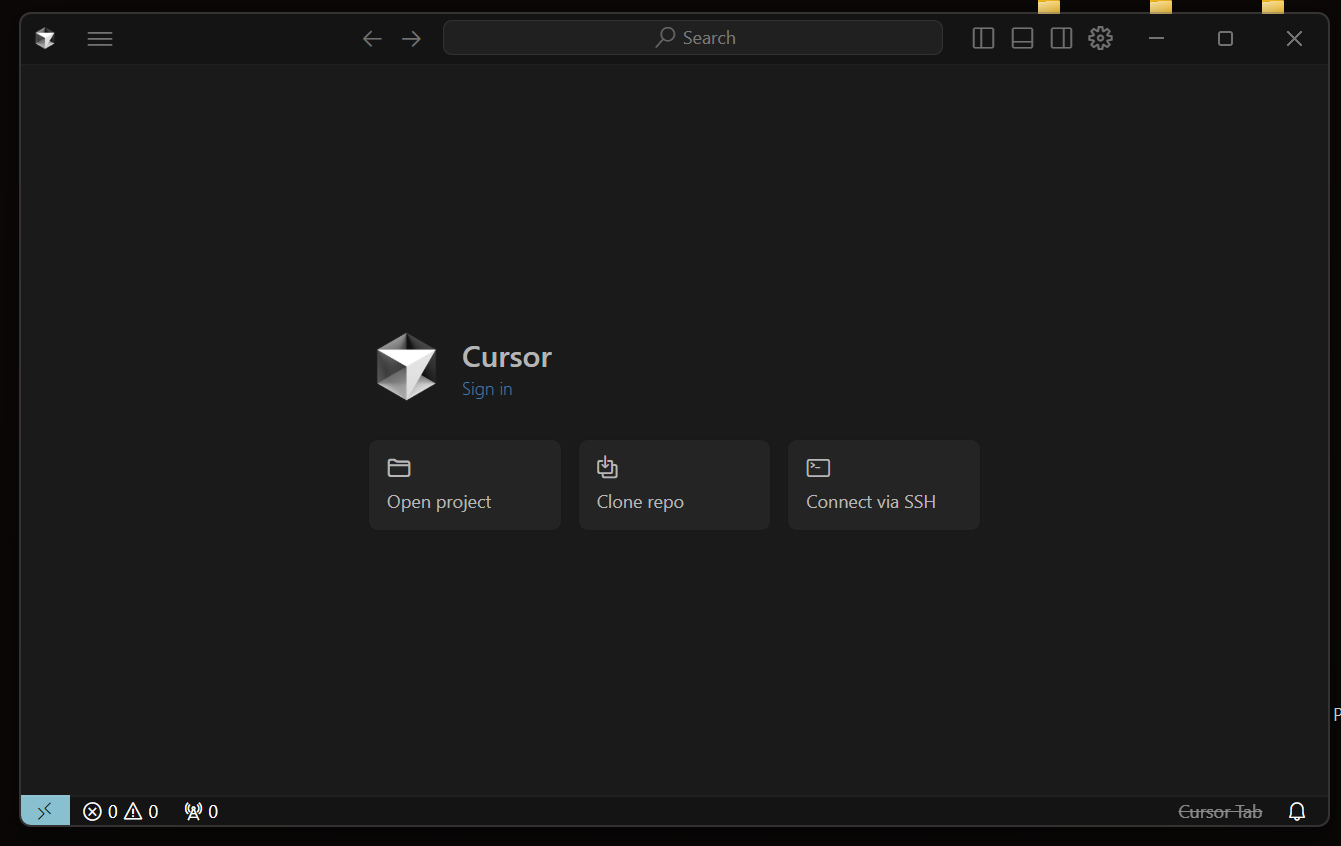 Search
Cursor
Sign in
Open project
Clone repo
Connect via SSH
P
0 0 0
Cursor Tab